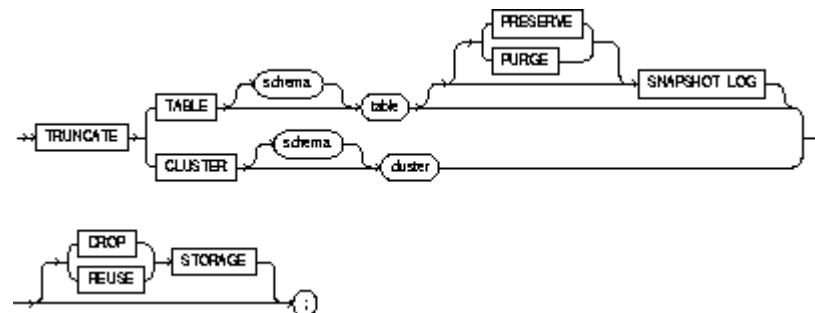 PRESERVE
PURGE
schema
TABLE
table
SNAPSHOT LOG
TRUNCATE
schema
CLUSTER
cluster
DROP
REUSE
STORAGE
;